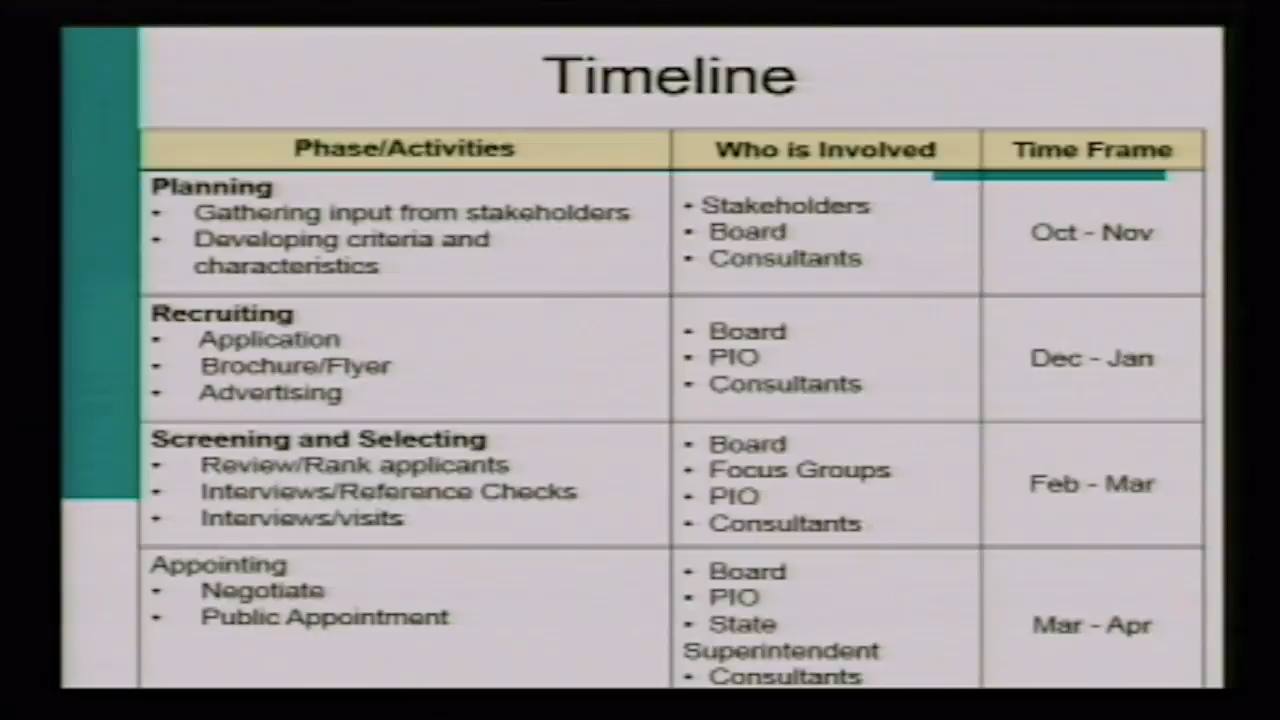 Timeline
Phase/Activities
Who is Involved
Time Frame
Planning
• Gathering input from stakeholders
• Developing criteria and
characteristics
• Stakeholders
• Board
• Consultants
Oct - Nov
Recruiting
• Application
• Brochure/Flyer
• Advertising
• Board
• PIO
• Consultants
Dec - Jan
Screening and Selecting
• Review/Rank applicants
• Interviews/Reference Checks
• Interviews/visits
• Board
• Focus Groups
• PIO
• Consultants
Feb - Mar
Appointing
• Negotiate
• Public Appointment
• Board
• PIO
• State
Superintendent
• Consultants
Mar - Apr